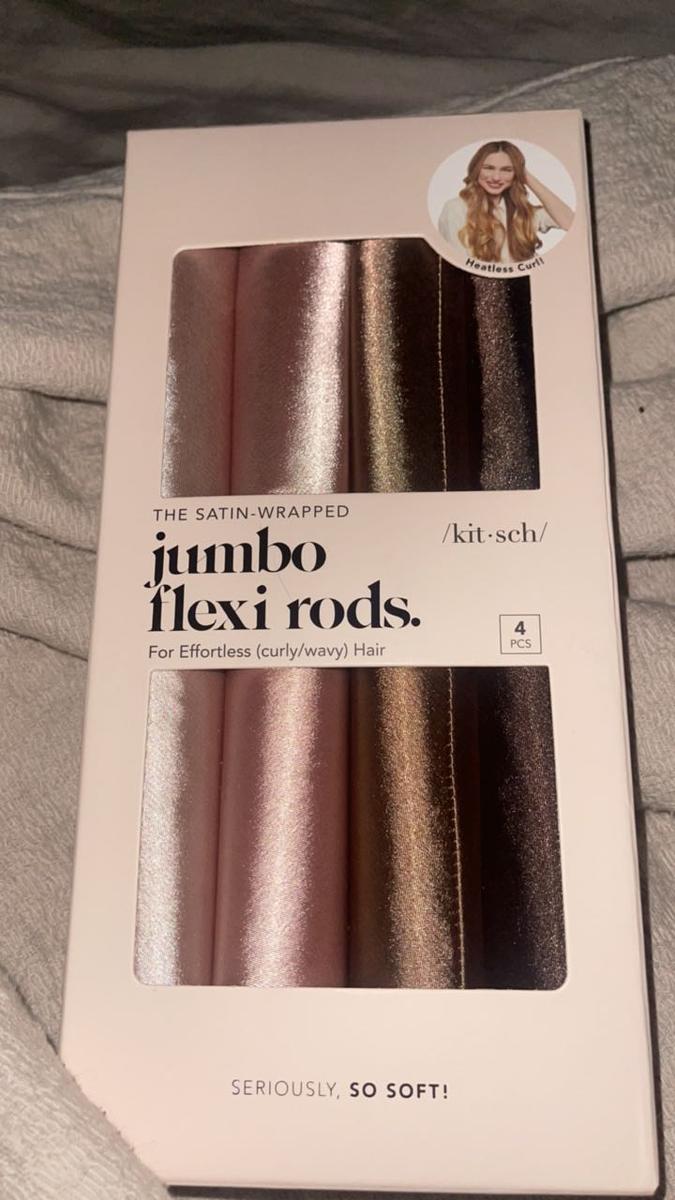 Heatless Curl!
THE SATIN-WRAPPED
/kit·sch/
jumbo
flexi rods.
4
PCS
For Effortless (curly/wavy) Hair
SERIOUSLY, SO SOFT!